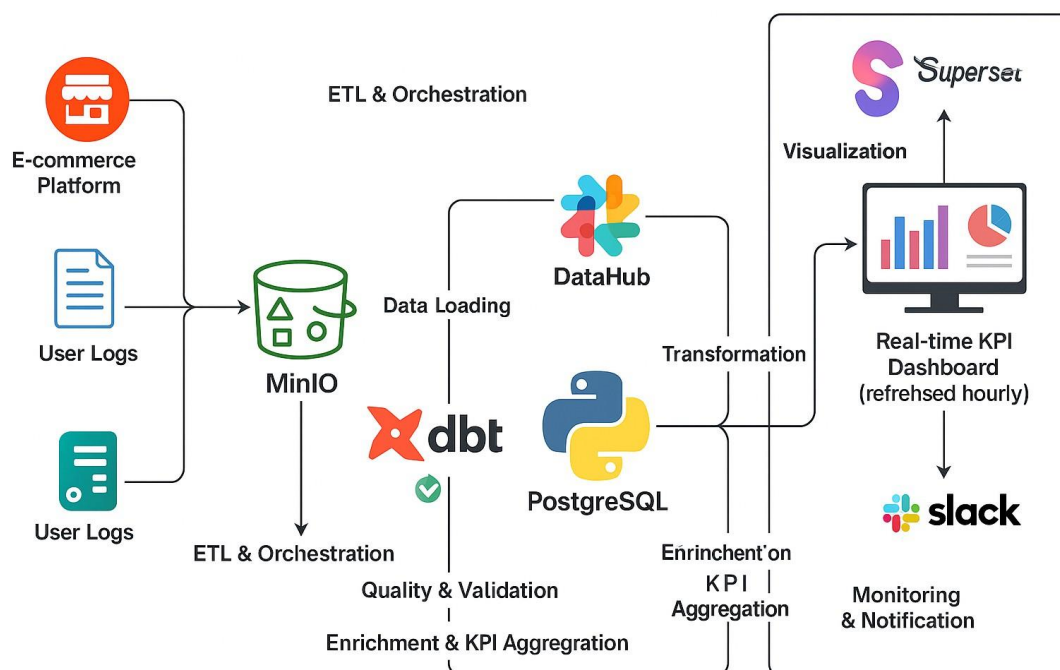 ETL & Orchestration
E-commerce
Platform
User Logs
User Logs
MinIO
ETL & Orchestration
Data Loading
dbt
DataHub
PostgreSQL
Quality & Validation
Enrichment & KPI Aggregration
Transformation
Enrinchent'on
KPI
Aggregation
Superset
Visualization
Real-time KPI
Dashboard
(refrehsed hourly)
slack
Monitoring
& Notification